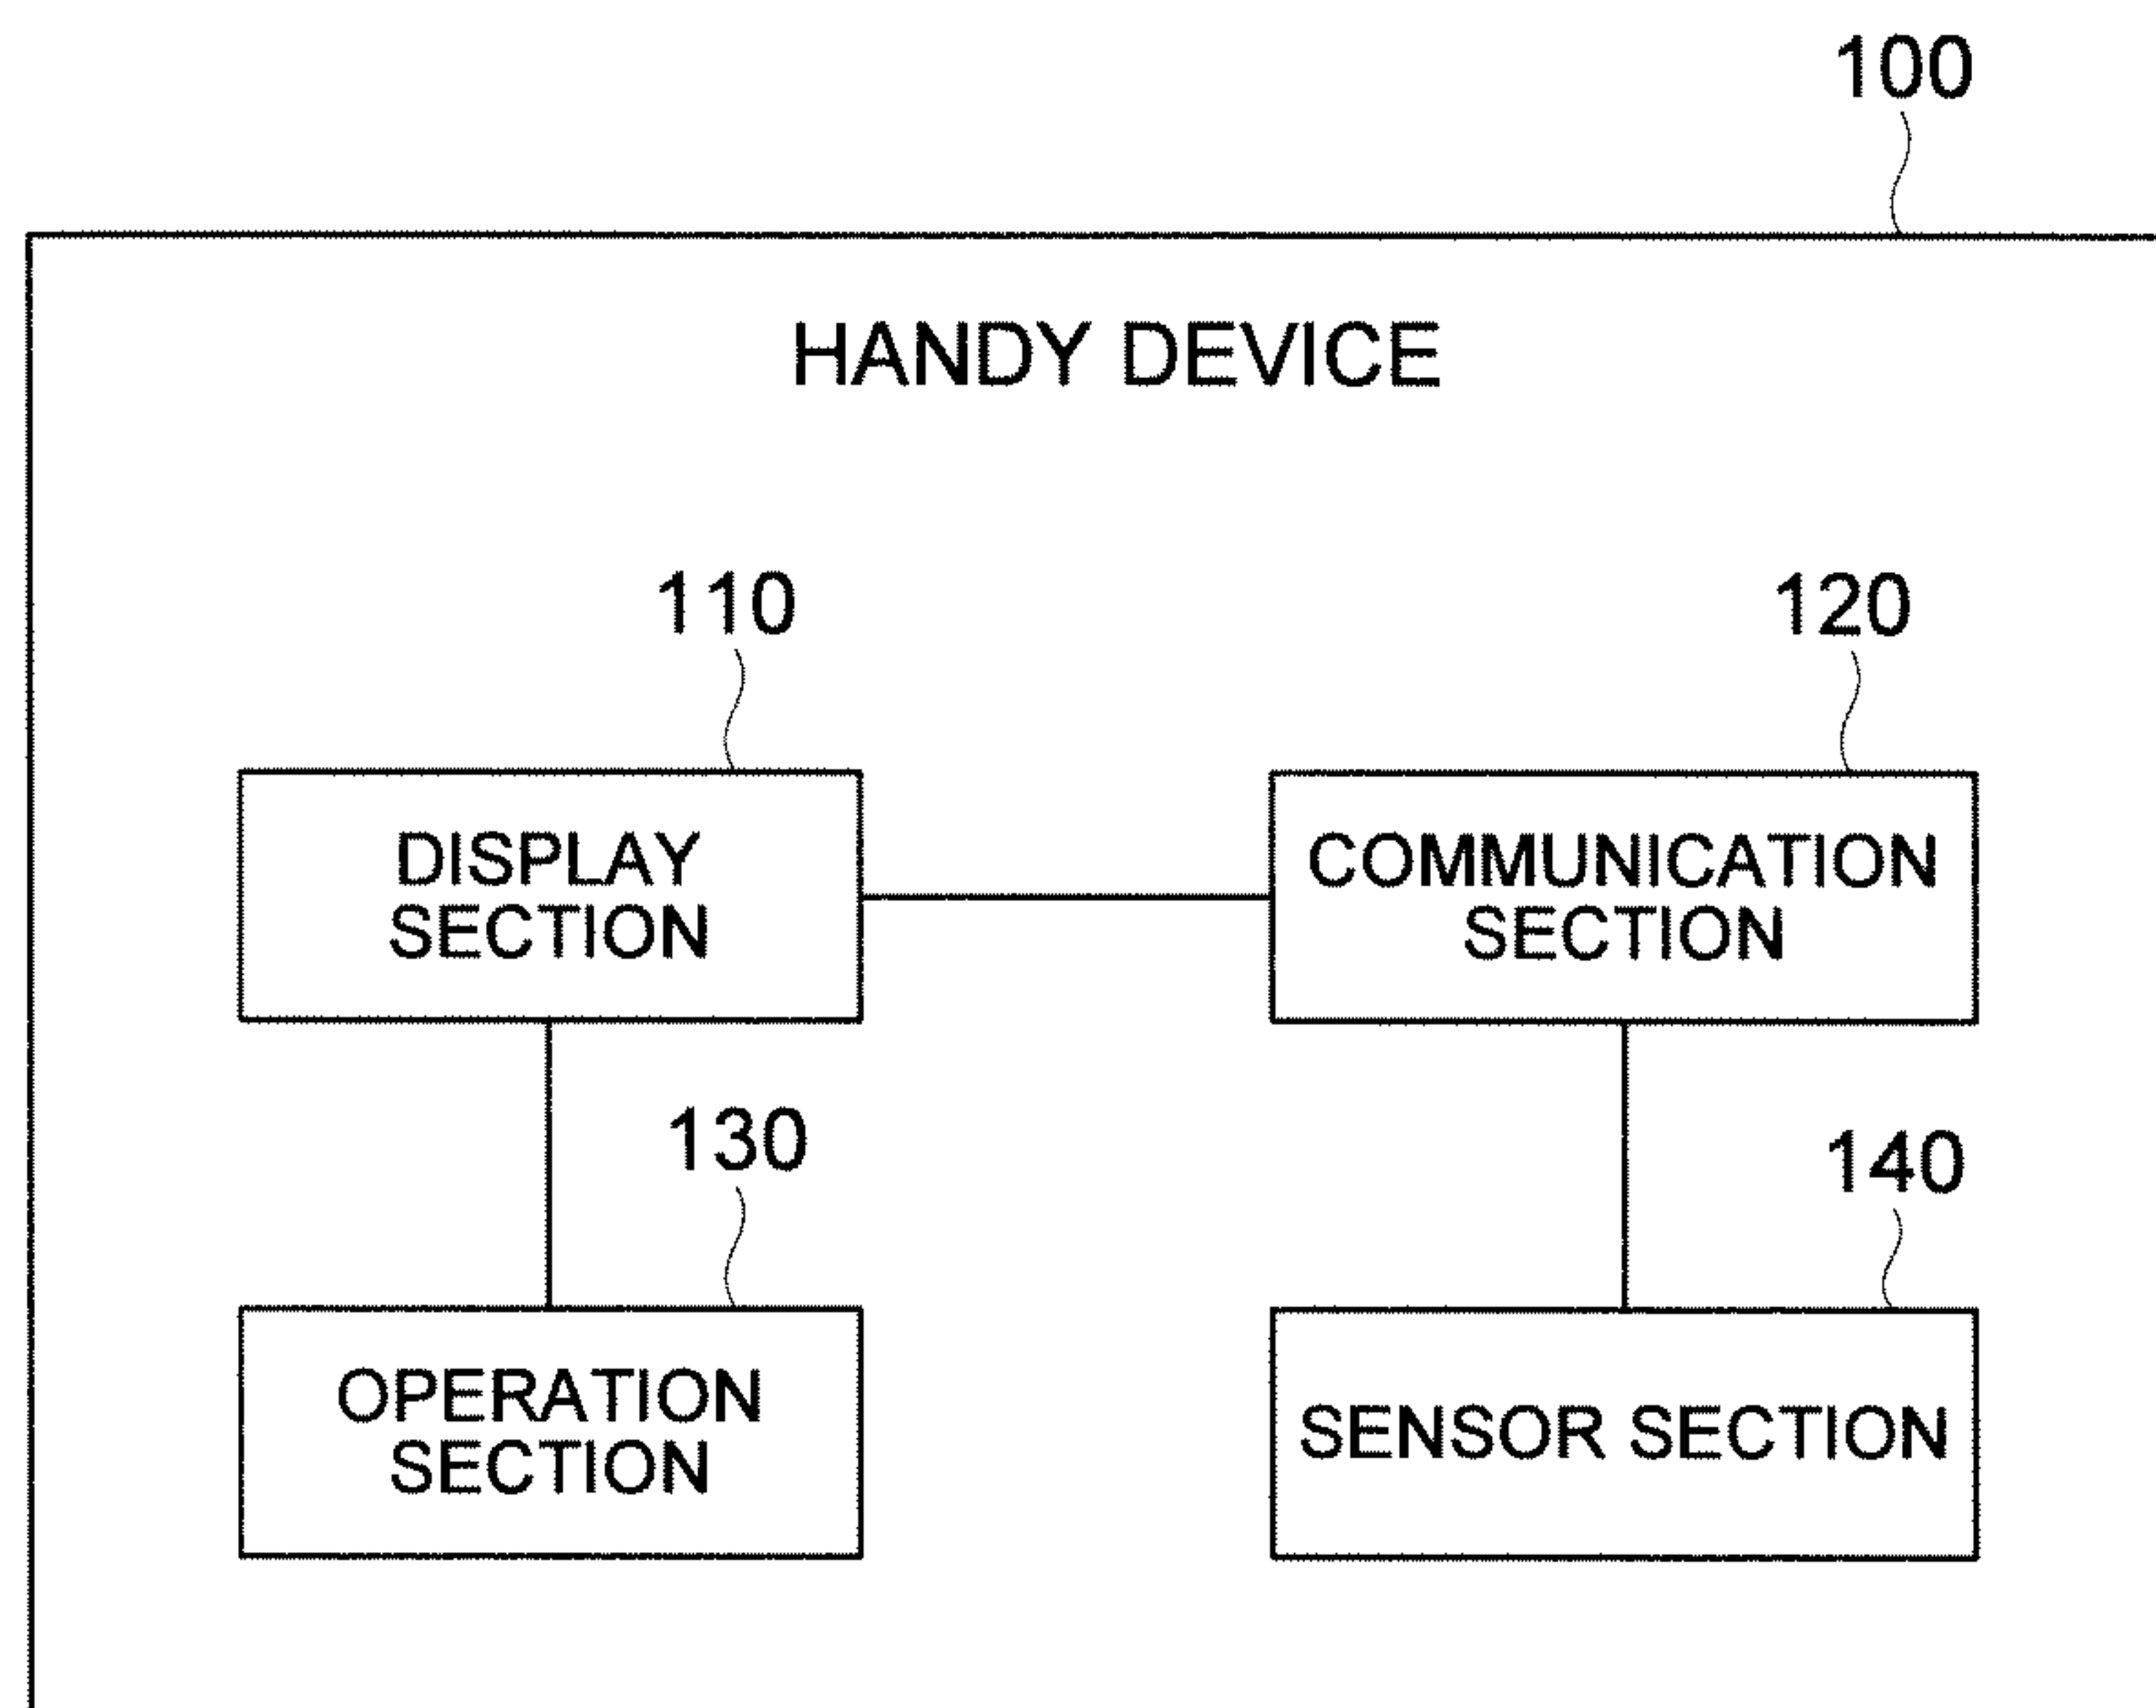 100
HANDY DEVICE
110
120
DISPLAY
SECTION
COMMUNICATION
SECTION
130
140
OPERATION
SECTION
SENSOR SECTION